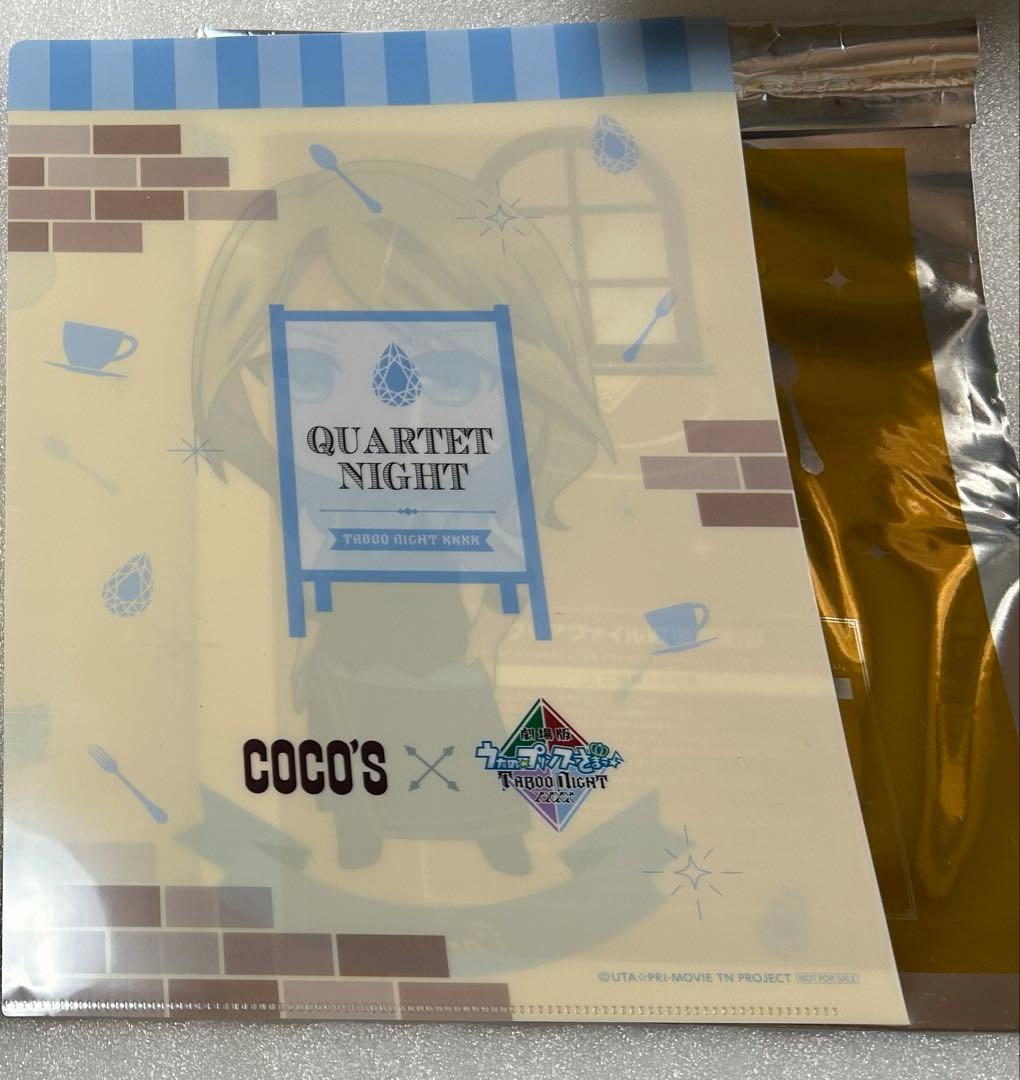 QUARTET
NIGHT
TABOO NIGHT XXXX
COCO'S
劇場版
うたの☆プリンスさまっ♪
TABOO NIGHT
XXXX
©UTA☆PRI-MOVIE TN PROJECT NOT FOR SALE